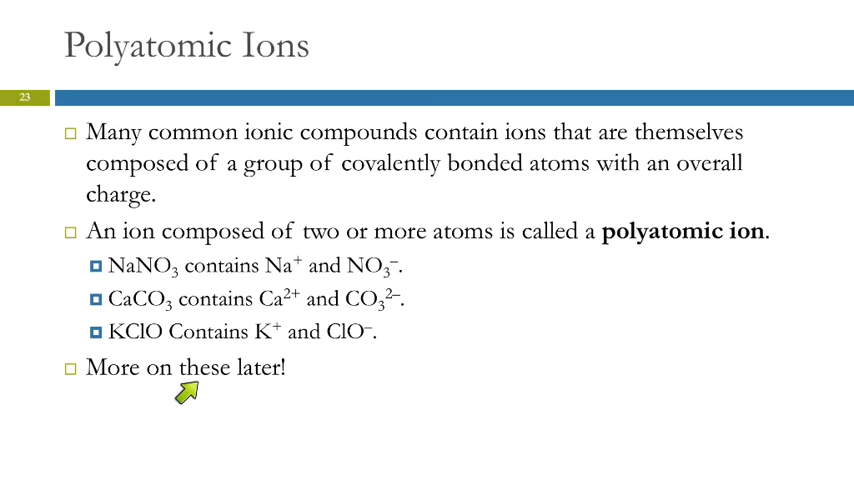 Polyatomic Ions
23
Many common ionic compounds contain ions that are themselves
composed of a group of covalently bonded atoms with an overall
charge.
An ion composed of two or more atoms is called a polyatomic ion.
NaNO₃ contains Na⁺ and NO₃⁻.
CaCO₃ contains Ca²⁺ and CO₃²⁻.
KClO Contains K⁺ and ClO⁻.
More on these later!